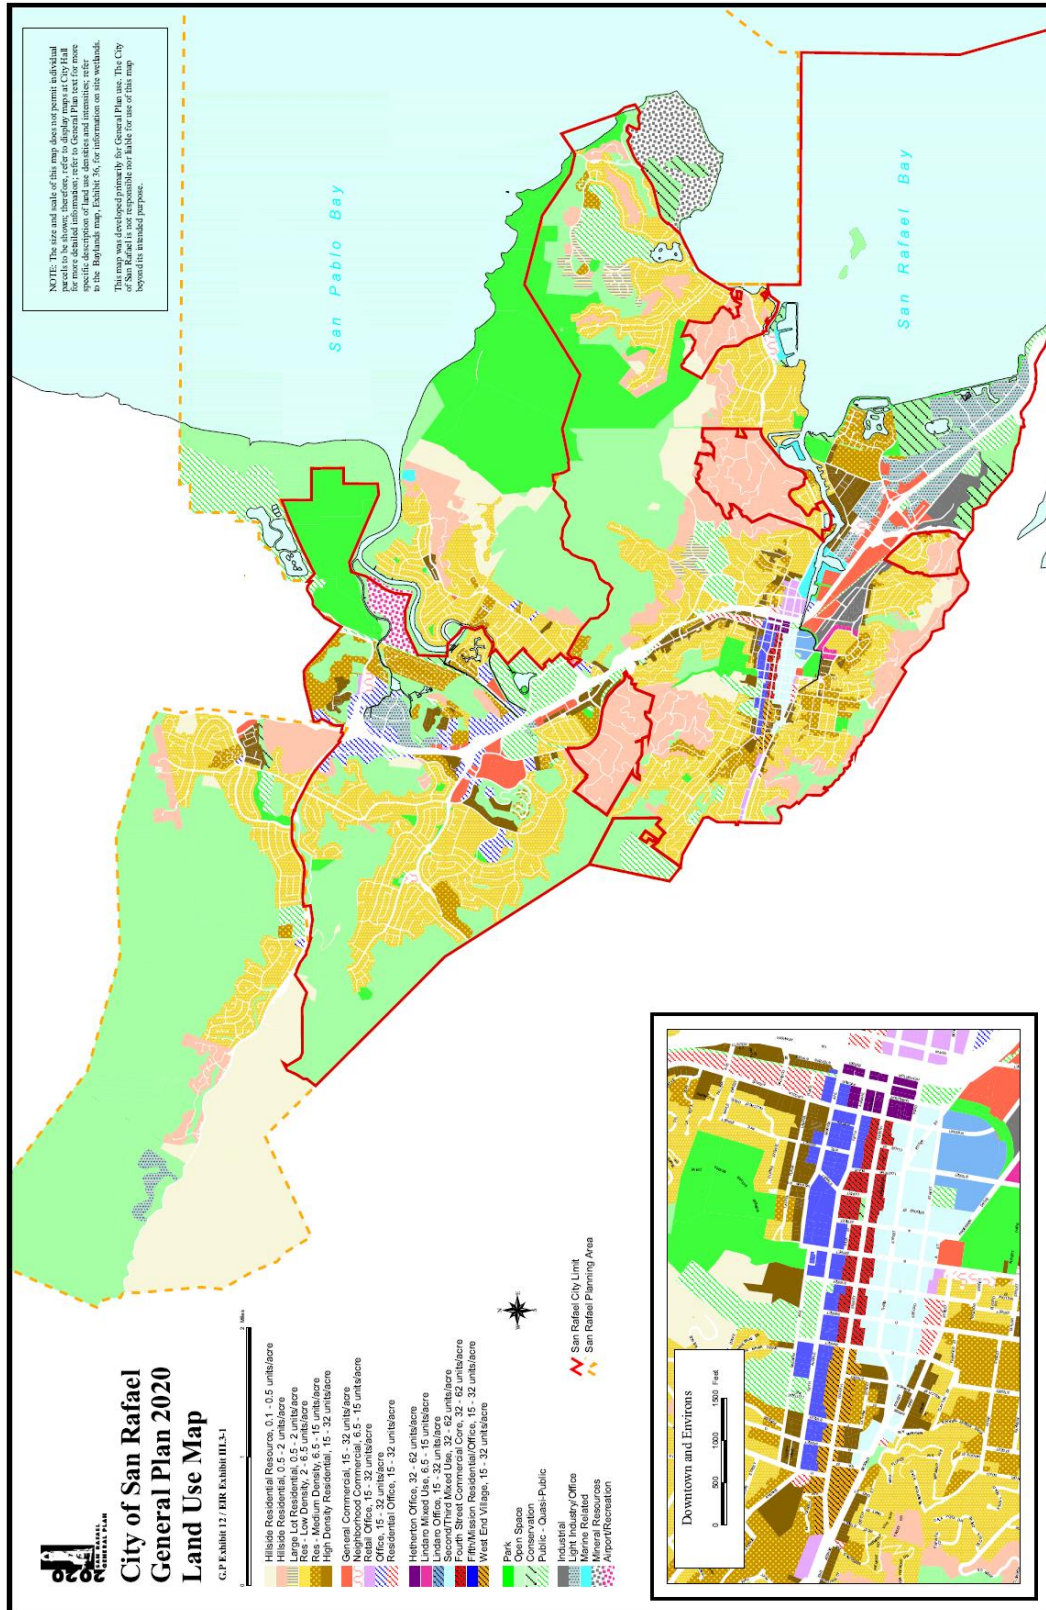 SAN RAFAEL
2020
GENERAL PLAN
City of San Rafael
General Plan 2020
Land Use Map
G.P. Exhibit 12 / EIR Exhibit III.3-1
0 1 2 Miles
Hillside Residential Resource, 0.1 - 0.5 units/acre
Hillside Residential, 0.5 - 2 units/acre
Large Lot Residential, 0.5 - 2 units/acre
Res - Low Density, 2 - 6.5 units/acre
Res - Medium Density, 6.5 - 15 units/acre
High Density Residential, 15 - 32 units/acre
General Commercial, 15 - 32 units/acre
Neighborhood Commercial, 6.5 - 15 units/acre
Retail Office, 15 - 32 units/acre
Office, 15 - 32 units/acre
Residential Office, 15 - 32 units/acre
Hetherton Office, 32 - 62 units/acre
Lindaro Mixed Use, 6.5 - 15 units/acre
Lindaro Office, 15 - 32 units/acre
Second/Third Mixed Use, 32 - 62 units/acre
Fourth Street Commercial Core, 32 - 62 units/acre
Fifth/Mission Residential/Office, 15 - 32 units/acre
West End Village, 15 - 32 units/acre
Park
Open Space
Conservation
Public - Quasi-Public
Industrial
Light Industry/Office
Marine Related
Mineral Resources
Airport/Recreation
San Rafael City Limit
San Rafael Planning Area
NOTE: The size and scale of this map does not permit individual
parcels to be shown; therefore, refer to display maps at City Hall
for more detailed information; refer to General Plan text for more
specific description of land use densities and intensities; refer
to the Baylands map, Exhibit 36, for information on site wetlands.
This map was developed primarily for General Plan use. The City
of San Rafael is not responsible nor liable for use of this map
beyond its intended purpose.
San Pablo Bay
San Rafael Bay
Downtown and Environs
0 500 1000 1500 Feet